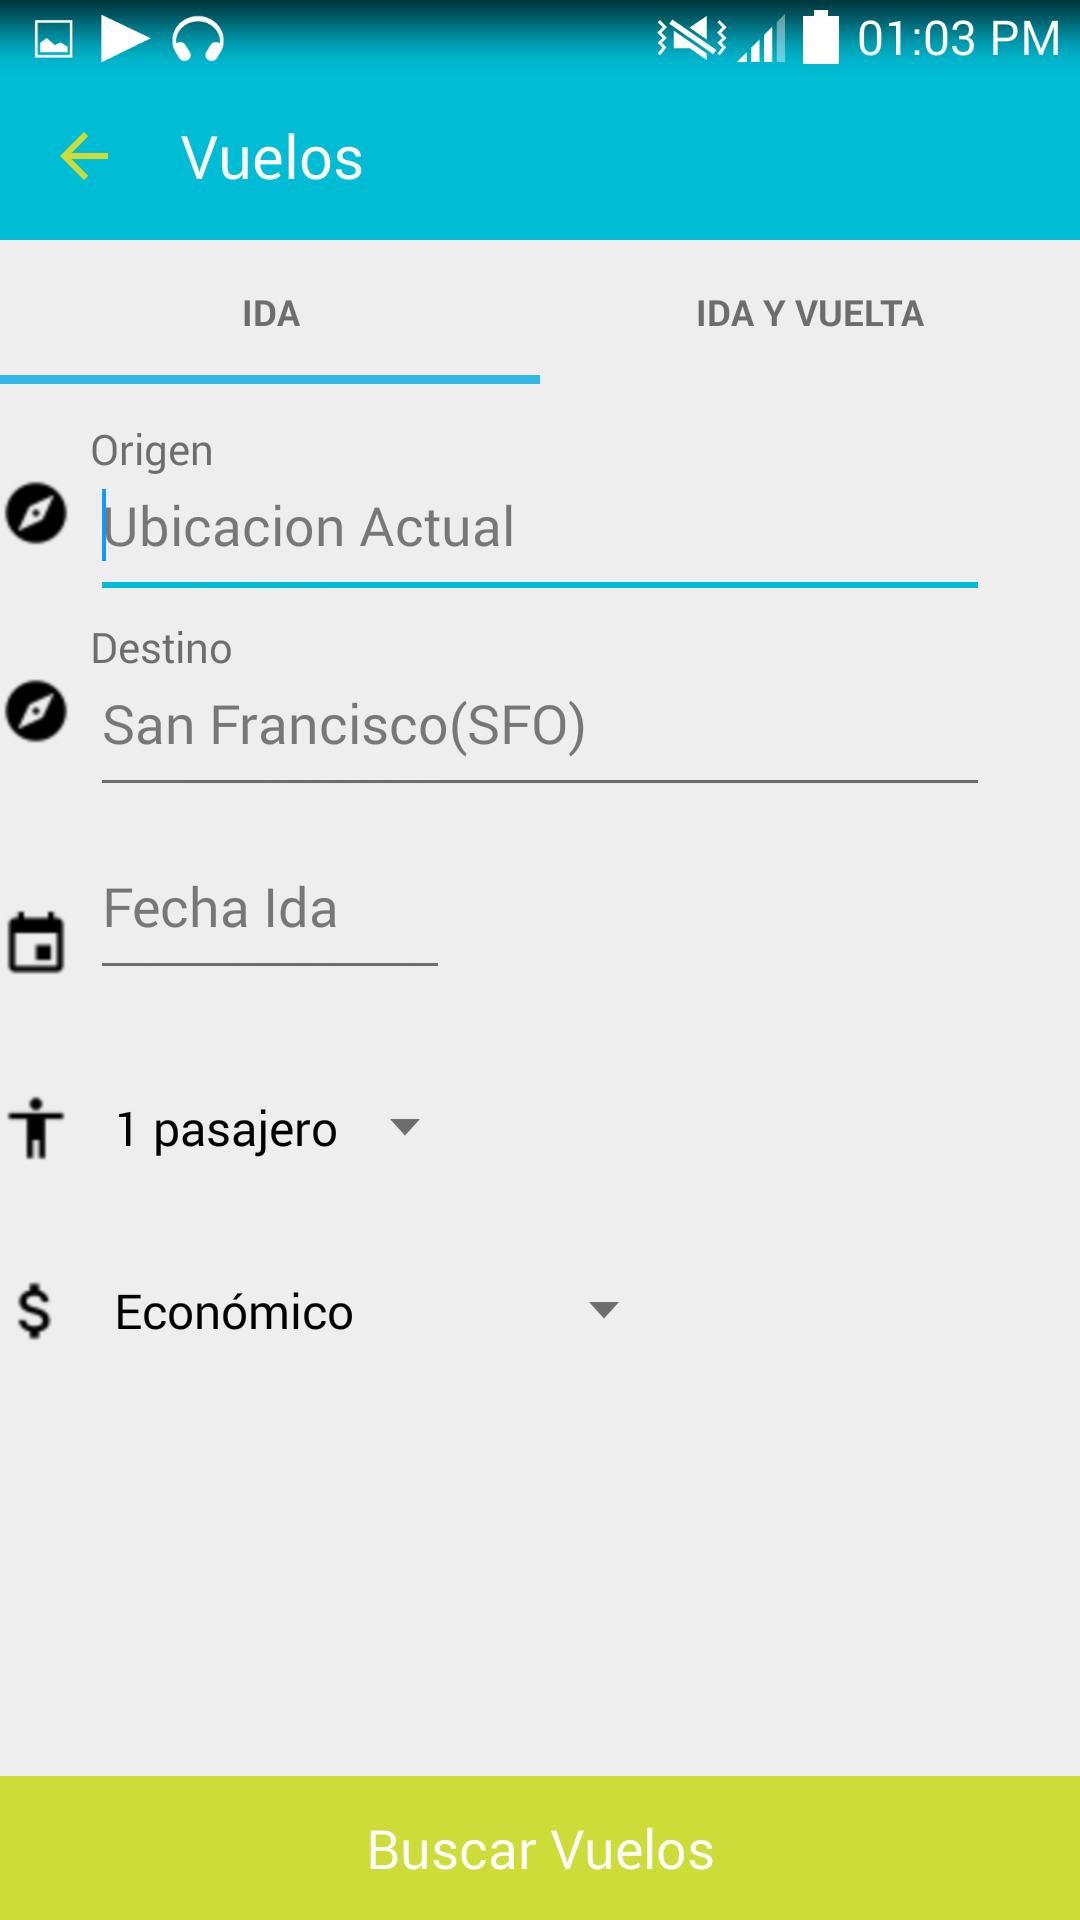 01:03 PM
Vuelos
IDA
IDA Y VUELTA
Origen
Ubicacion Actual
Destino
San Francisco(SFO)
Fecha Ida
1 pasajero
Económico
Buscar Vuelos